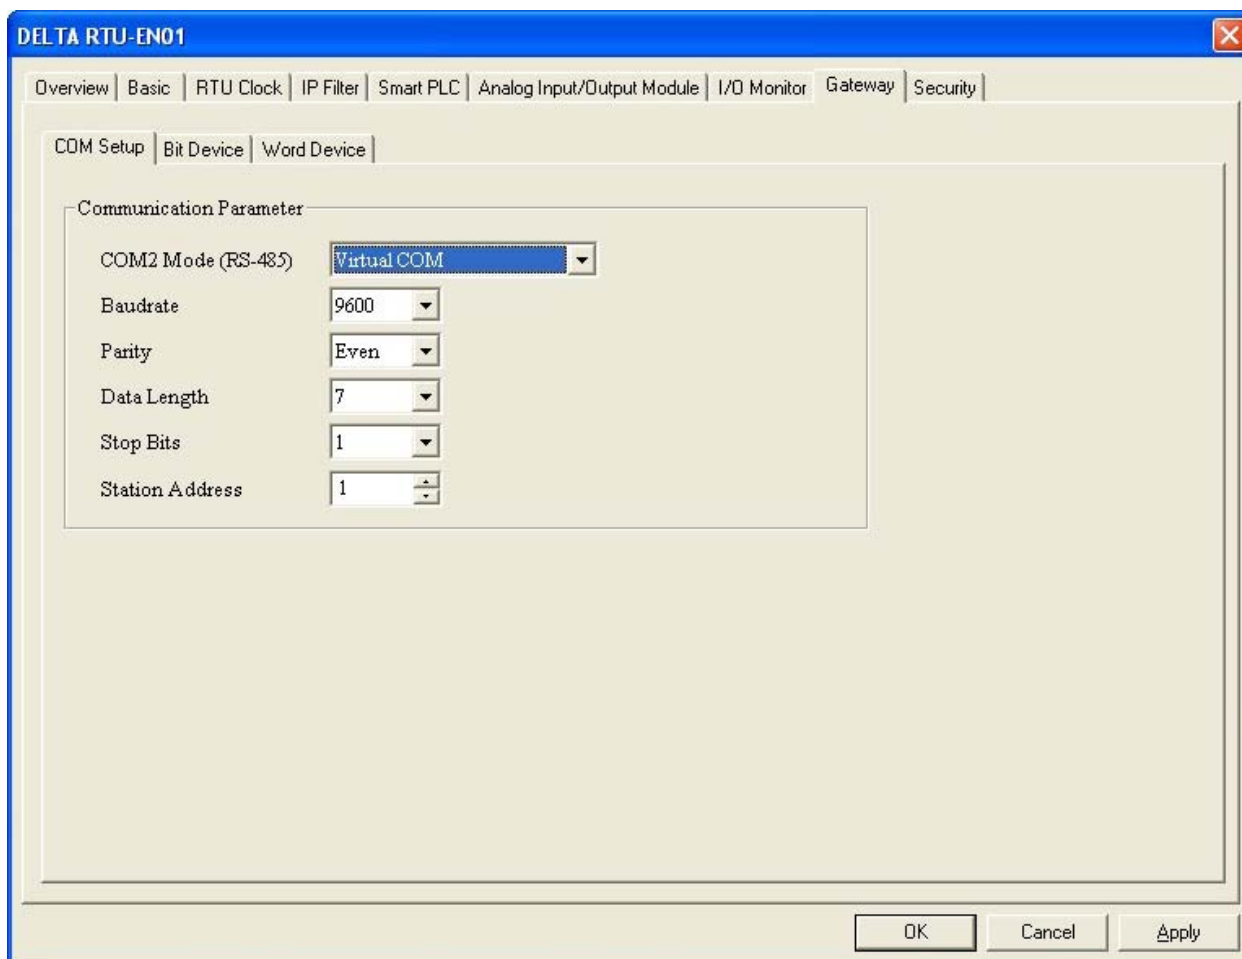 DELTA RTU-EN01
Overview Basic RTU Clock IP Filter Smart PLC Analog Input/Output Module I/O Monitor Gateway Security
COM Setup Bit Device Word Device
Communication Parameter
COM2 Mode (RS-485) Virtual COM
Baudrate 9600
Parity Even
Data Length 7
Stop Bits 1
Station Address 1
OK Cancel Apply